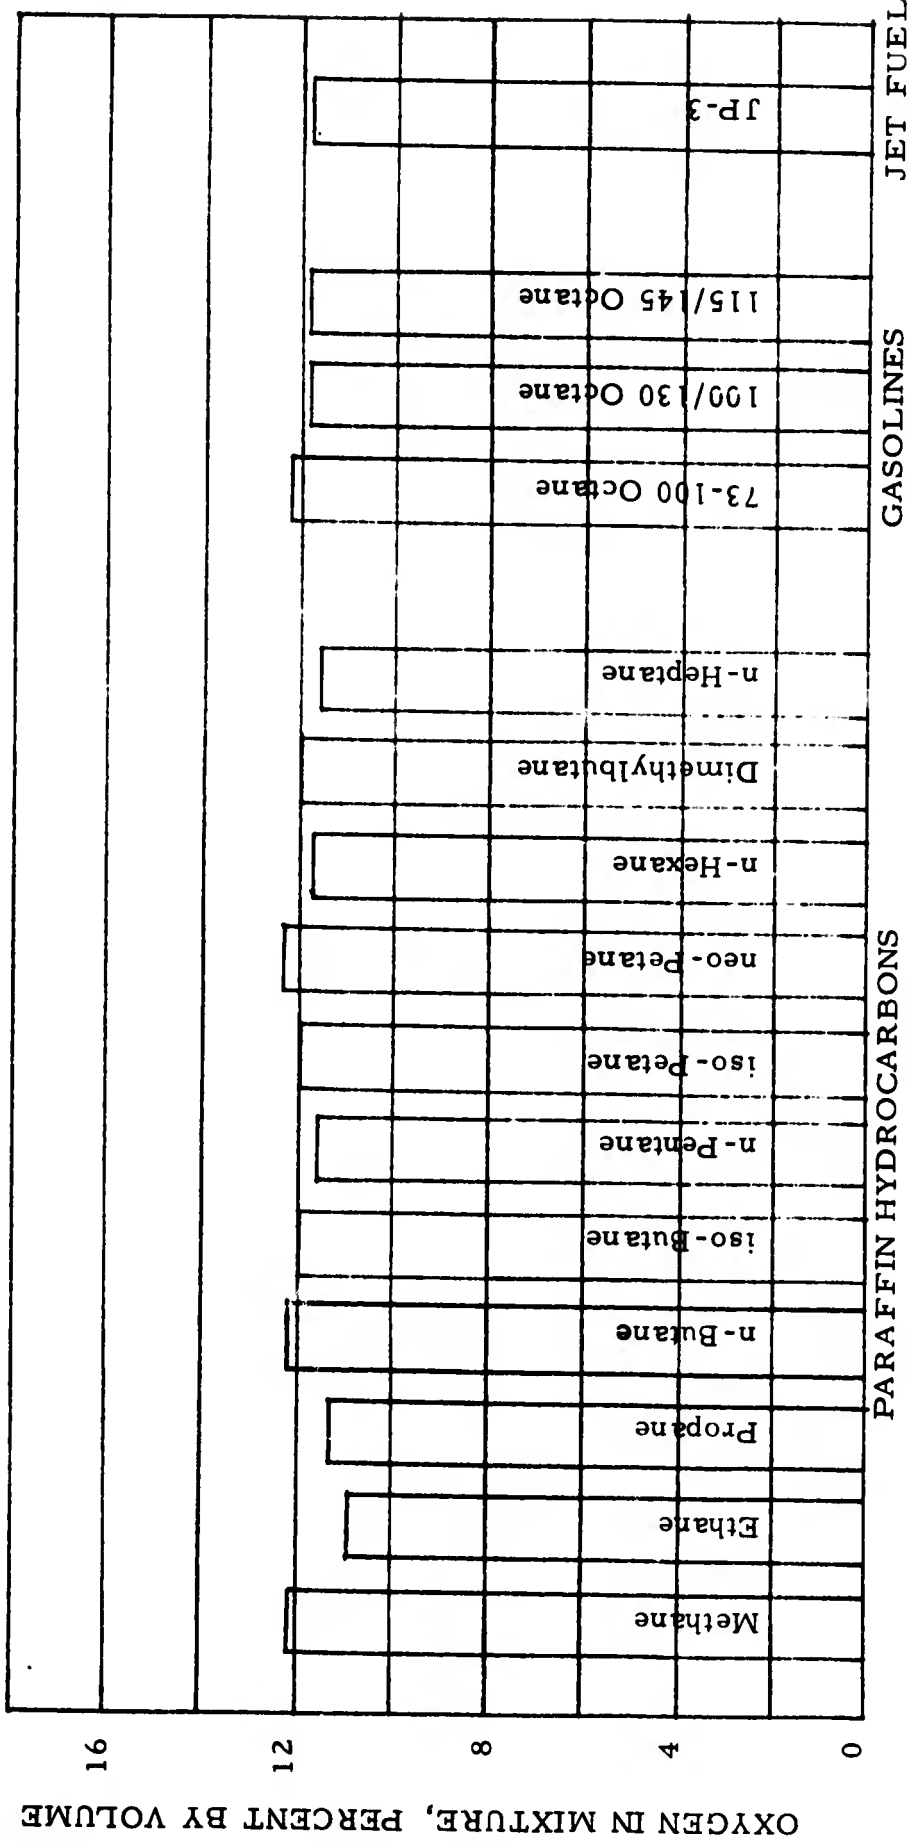 OXYGEN IN MIXTURE, PERCENT BY VOLUME
16
12
8
4
0
Methane
Ethane
Propane
n-Butane
iso-Butane
n-Pentane
iso-Petane
neo-Petane
n-Hexane
Dimethylbutane
n-Heptane
73-100 Octane
100/130 Octane
115/145 Octane
JP-3
PARAFFIN HYDROCARBONS
GASOLINES
JET FUEL